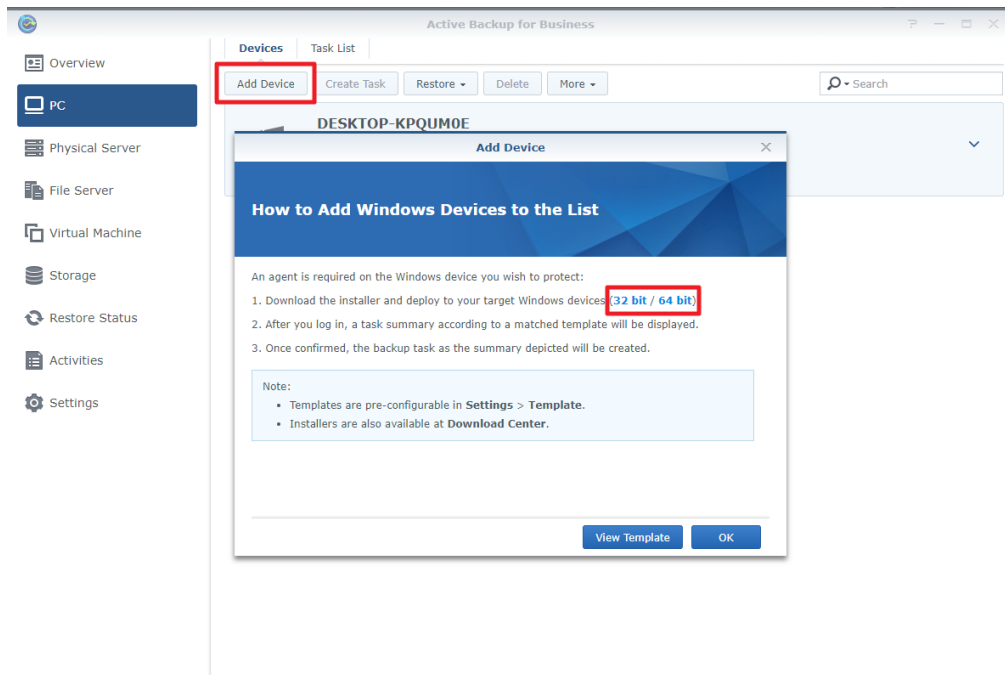 Active Backup for Business
Overview
PC
Physical Server
File Server
Virtual Machine
Storage
Restore Status
Activities
Settings
Devices Task List
Add Device Create Task Restore Delete More Search
DESKTOP-KPQUM0E
Add Device
How to Add Windows Devices to the List
An agent is required on the Windows device you wish to protect:
1. Download the installer and deploy to your target Windows devices (32 bit / 64 bit)
2. After you log in, a task summary according to a matched template will be displayed.
3. Once confirmed, the backup task as the summary depicted will be created.
Note:
• Templates are pre-configurable in Settings > Template.
• Installers are also available at Download Center.
View Template OK